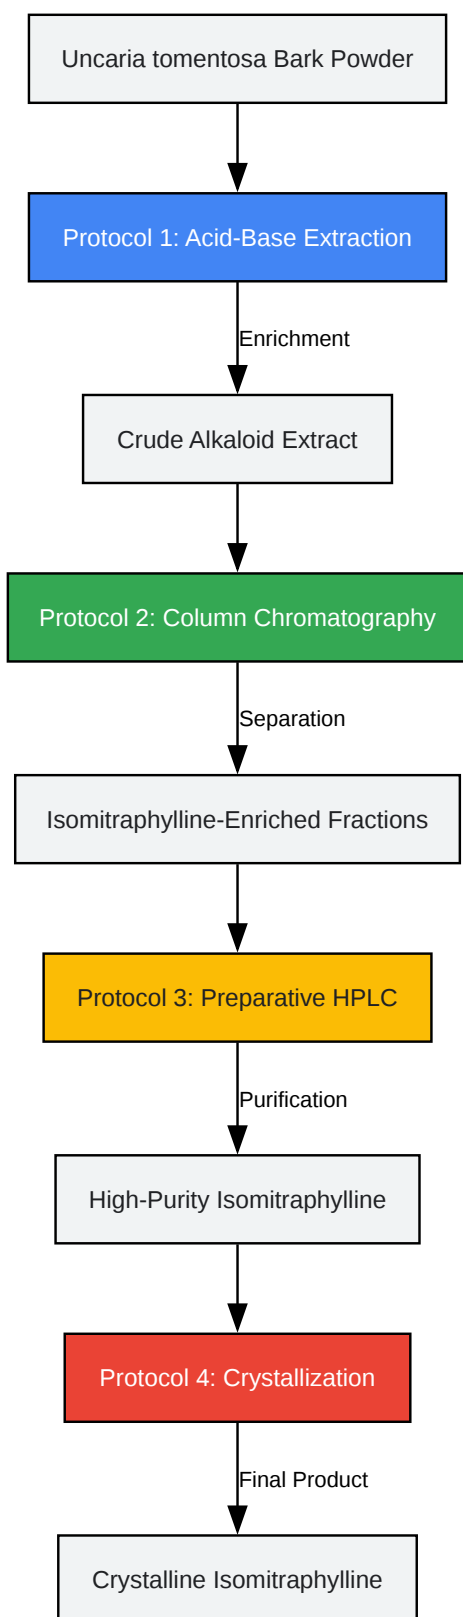 Uncaria tomentosa Bark Powder
Protocol 1: Acid-Base Extraction
Enrichment
Crude Alkaloid Extract
Protocol 2: Column Chromatography
Separation
Isomitraphylline-Enriched Fractions
Protocol 3: Preparative HPLC
Purification
High-Purity Isomitraphylline
Protocol 4: Crystallization
Final Product
Crystalline Isomitraphylline